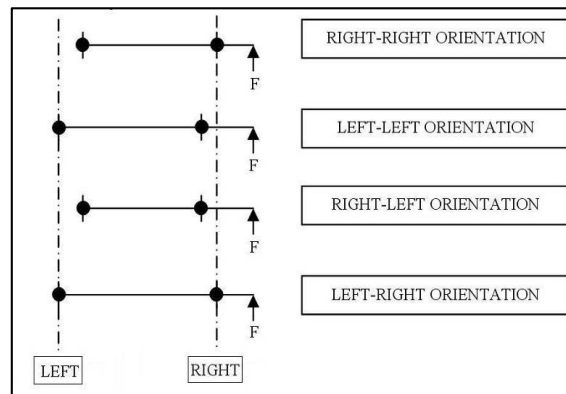 RIGHT-RIGHT ORIENTATION
F
LEFT-LEFT ORIENTATION
F
RIGHT-LEFT ORIENTATION
F
LEFT-RIGHT ORIENTATION
F
LEFT RIGHT